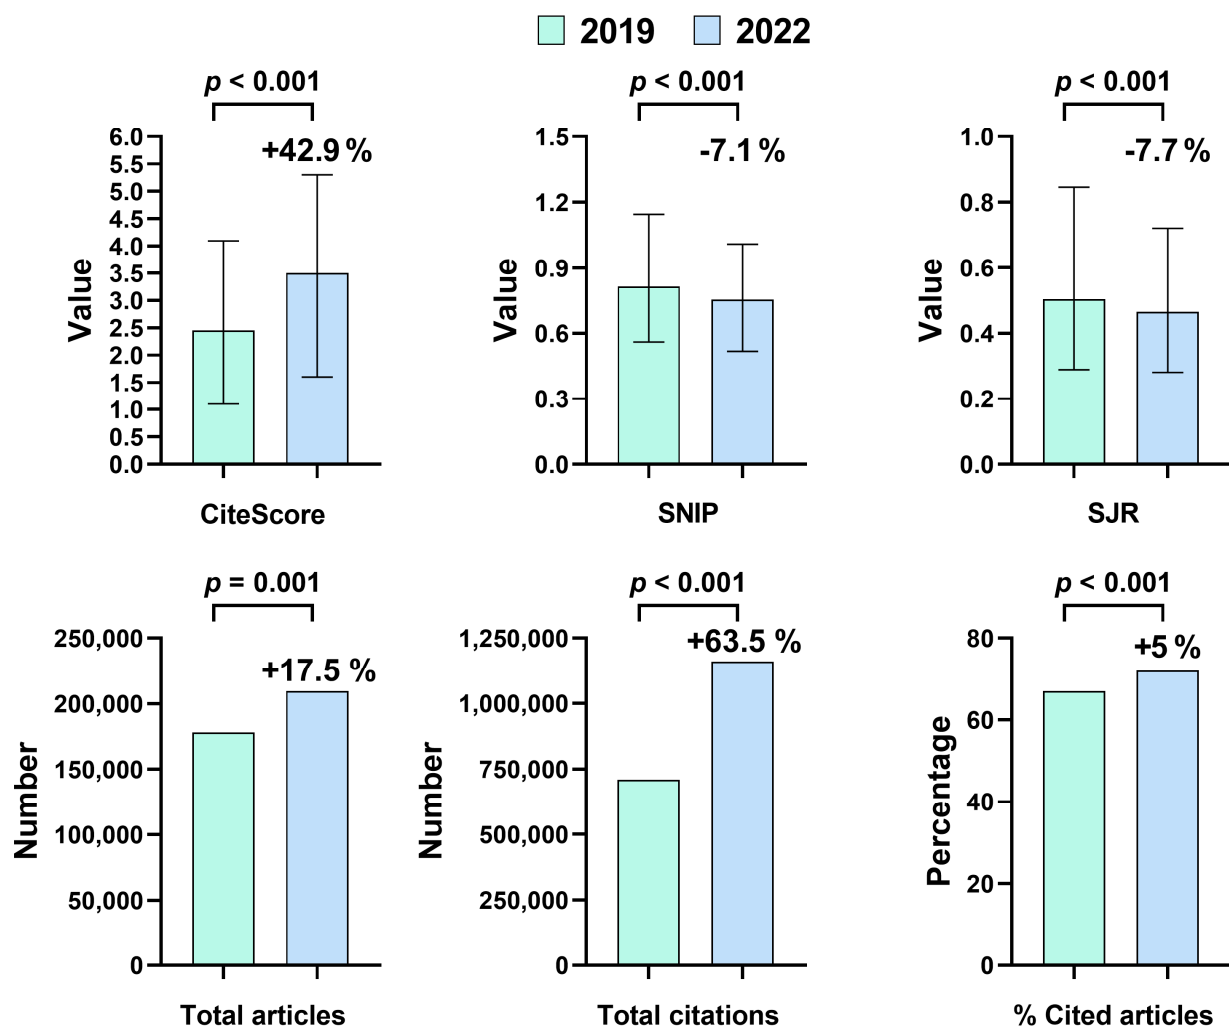 2019 2022
p < 0.001
+42.9 %
6.0
5.5
5.0
4.5
4.0
3.5
3.0
2.5
2.0
1.5
1.0
0.5
0.0
Value
CiteScore
p < 0.001
-7.1 %
1.5
1.2
0.9
0.6
0.3
0.0
Value
SNIP
p < 0.001
-7.7 %
1.0
0.8
0.6
0.4
0.2
0.0
Value
SJR
p = 0.001
+17.5 %
250,000
200,000
150,000
100,000
50,000
0
Number
Total articles
p < 0.001
+63.5 %
1,250,000
1,000,000
750,000
500,000
250,000
0
Number
Total citations
p < 0.001
+5 %
80
60
40
20
0
Percentage
% Cited articles